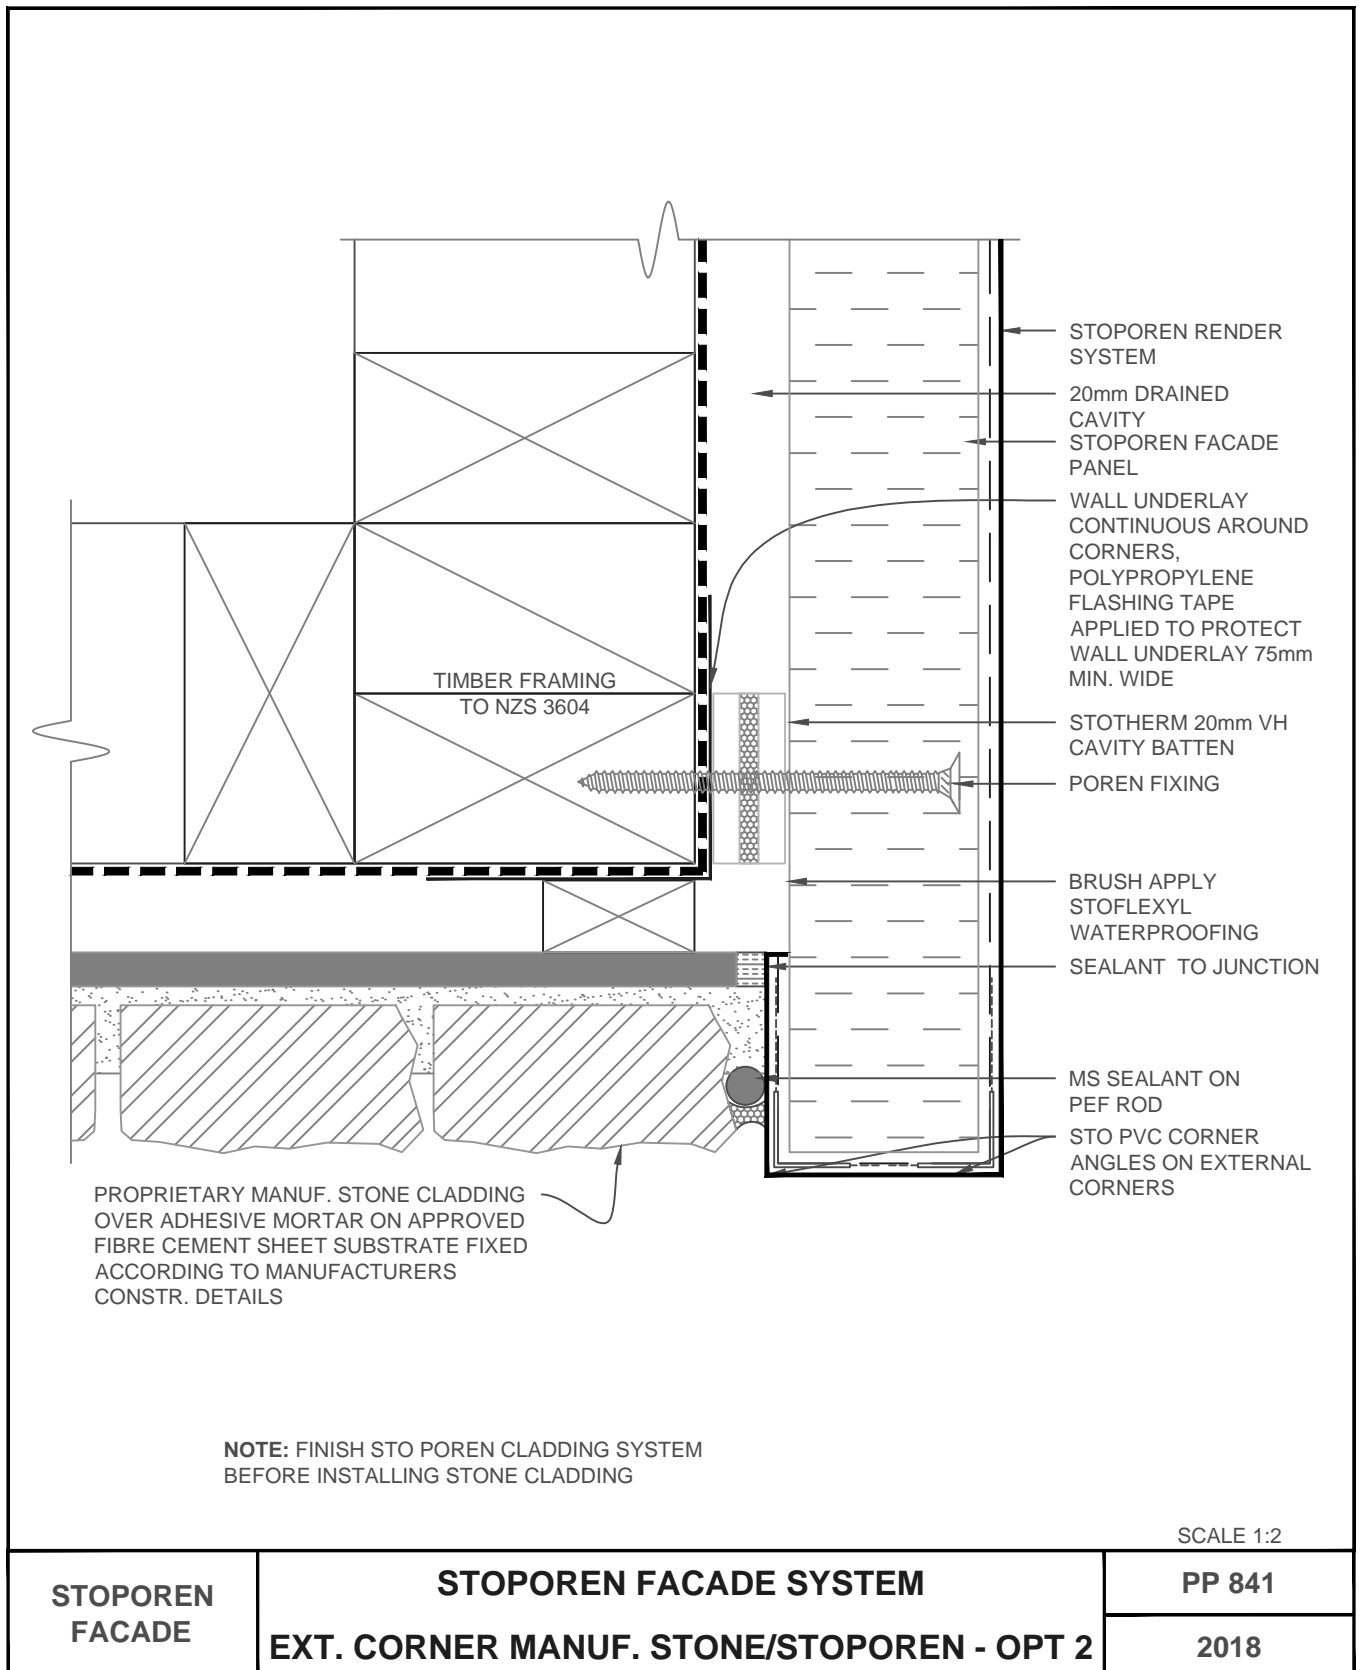 STOPOREN RENDER
SYSTEM
20mm DRAINED
CAVITY
STOPOREN FACADE
PANEL
WALL UNDERLAY
CONTINUOUS AROUND
CORNERS,
POLYPROPYLENE
FLASHING TAPE
APPLIED TO PROTECT
WALL UNDERLAY 75mm
MIN. WIDE
TIMBER FRAMING
TO NZS 3604
STOTHERM 20mm VH
CAVITY BATTEN
POREN FIXING
BRUSH APPLY
STOFLEXYL
WATERPROOFING
SEALANT TO JUNCTION
MS SEALANT ON
PEF ROD
STO PVC CORNER
ANGLES ON EXTERNAL
CORNERS
PROPRIETARY MANUF. STONE CLADDING
OVER ADHESIVE MORTAR ON APPROVED
FIBRE CEMENT SHEET SUBSTRATE FIXED
ACCORDING TO MANUFACTURERS
CONSTR. DETAILS
NOTE: FINISH STO POREN CLADDING SYSTEM
BEFORE INSTALLING STONE CLADDING
SCALE 1:2
STOPOREN
FACADE
STOPOREN FACADE SYSTEM
EXT. CORNER MANUF. STONE/STOPOREN - OPT 2
PP 841
2018